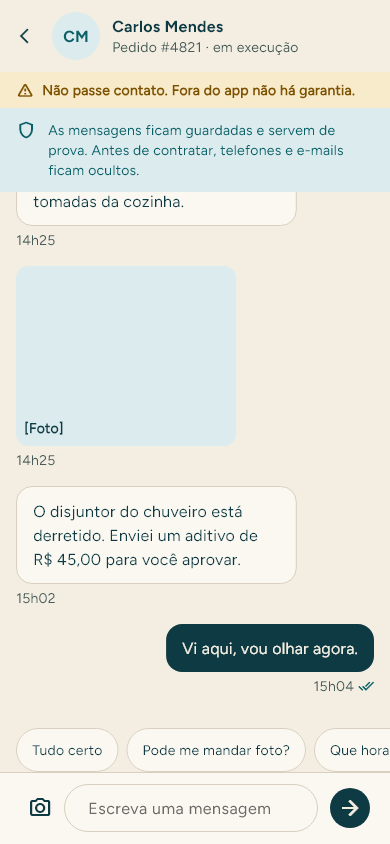 CM
Carlos Mendes
Pedido #4821 · em execução
Não passe contato. Fora do app não há garantia.
As mensagens ficam guardadas e servem de
prova. Antes de contratar, telefones e e-mails
ficam ocultos.
tomadas da cozinha.
14h25
[Foto]
14h25
O disjuntor do chuveiro está
derretido. Enviei um aditivo de
R$ 45,00 para você aprovar.
15h02
Vi aqui, vou olhar agora.
15h04
Tudo certo
Pode me mandar foto?
Que hora
Escreva uma mensagem